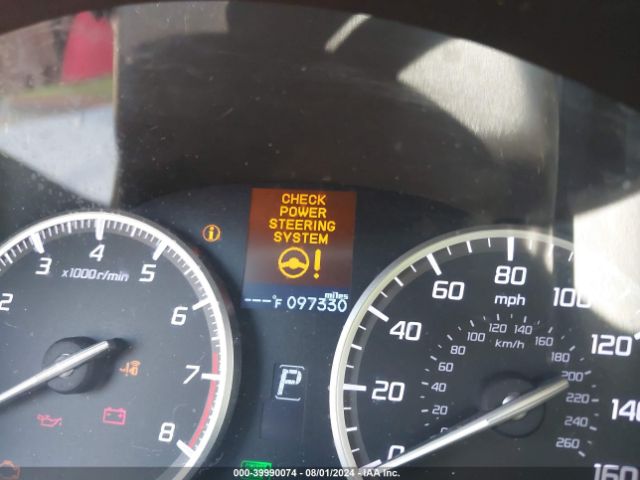 CHECK
POWER
STEERING
SYSTEM
!
miles
---°F 097330
i
2 3 4 5 6 7 8
x1000r/min
P
0 20 40 60 80 100 120 140 160
mph
0 20 40 60 80 100 120 140 160 180 200 220 240 260
km/h
000-39990074 - 08/01/2024 - IAA Inc.